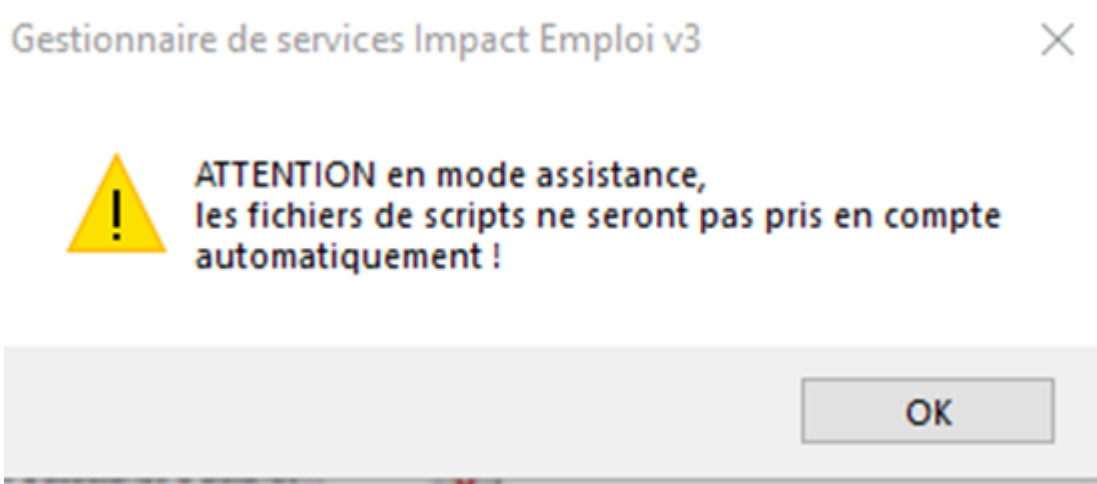 Gestionnaire de services Impact Emploi v3
ATTENTION en mode assistance,
les fichiers de scripts ne seront pas pris en compte
automatiquement !
OK